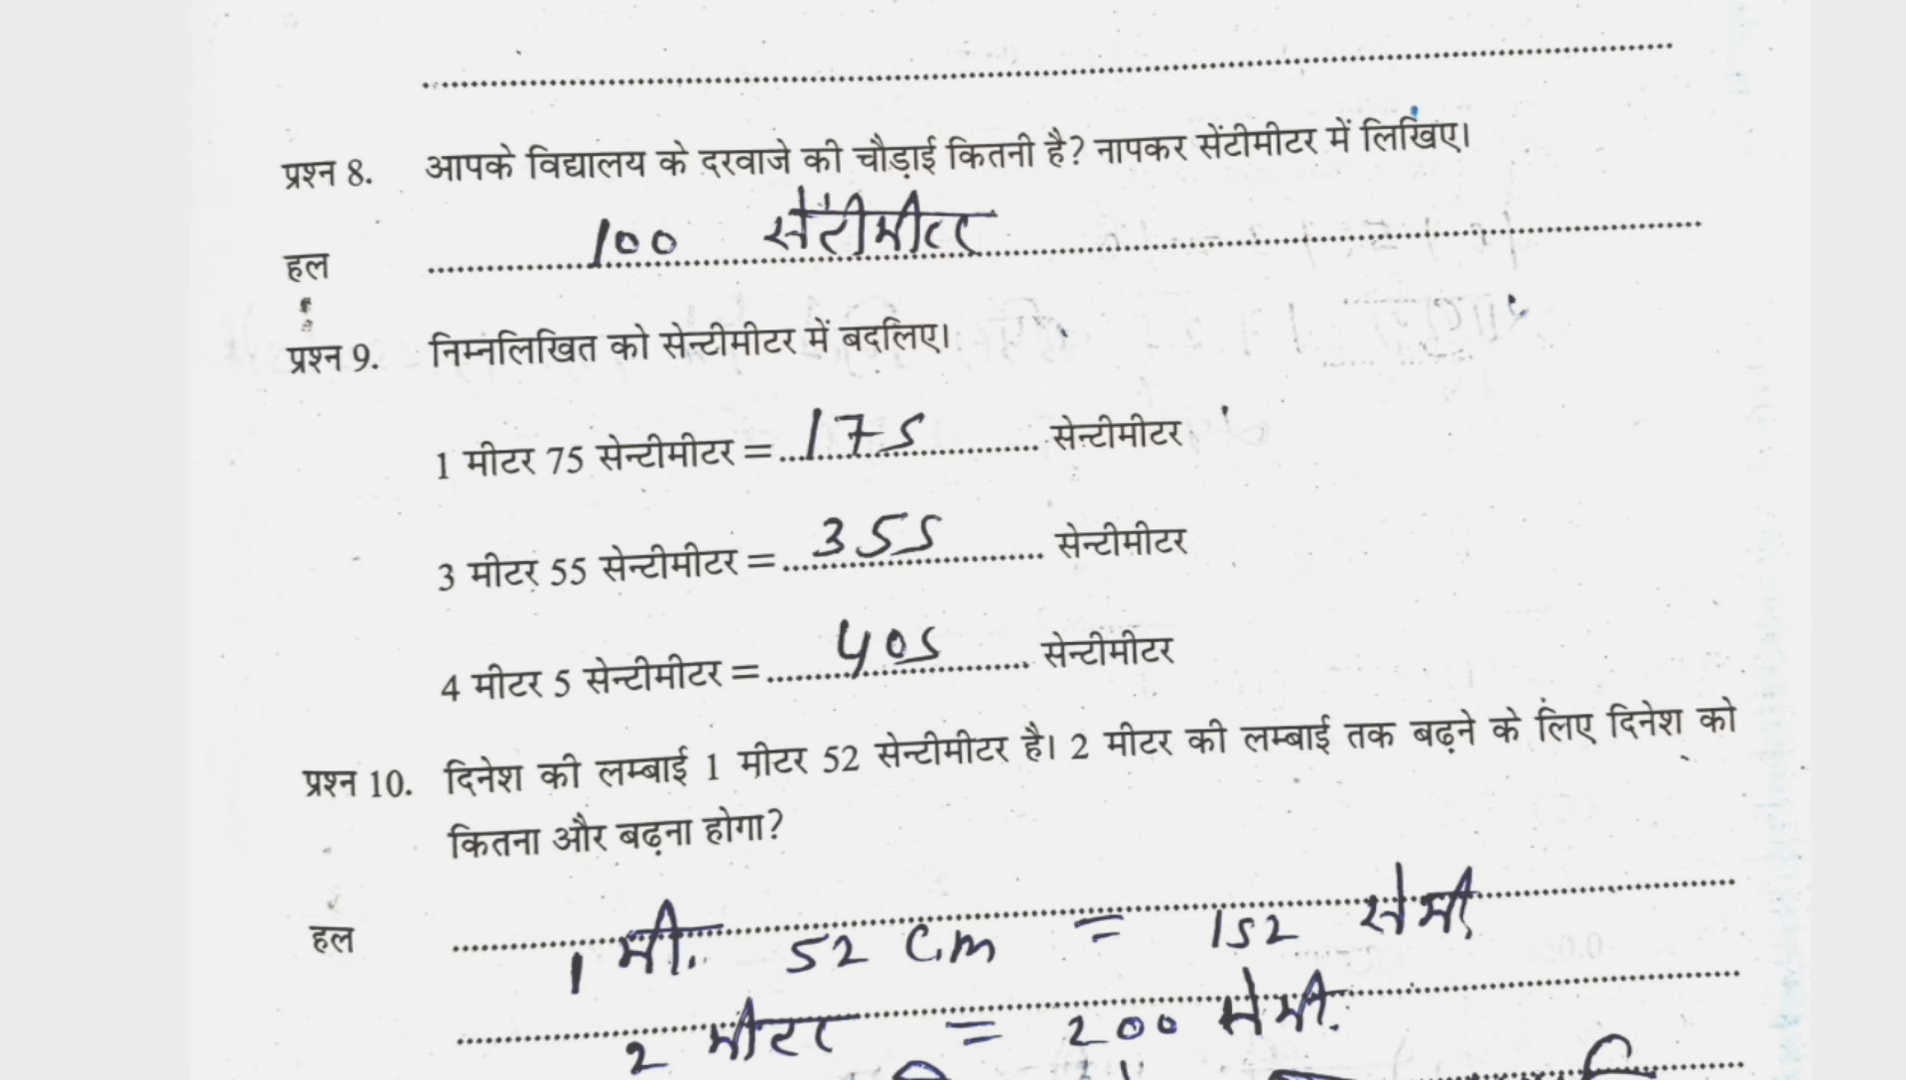 प्रश्न 8. आपके विद्यालय के दरवाजे की चौड़ाई कितनी है? नापकर सेंटीमीटर में लिखिए।
हल 100 सेंटीमीटर
प्रश्न 9. निम्नलिखित को सेन्टीमीटर में बदलिए।
1 मीटर 75 सेन्टीमीटर = 175 सेन्टीमीटर
3 मीटर 55 सेन्टीमीटर = 355 सेन्टीमीटर
4 मीटर 5 सेन्टीमीटर = 405 सेन्टीमीटर
प्रश्न 10. दिनेश की लम्बाई 1 मीटर 52 सेन्टीमीटर है। 2 मीटर की लम्बाई तक बढ़ने के लिए दिनेश को
कितना और बढ़ना होगा?
हल 1 मी. 52 cm = 152 सेमी.
2 मीटर = 200 सेमी.